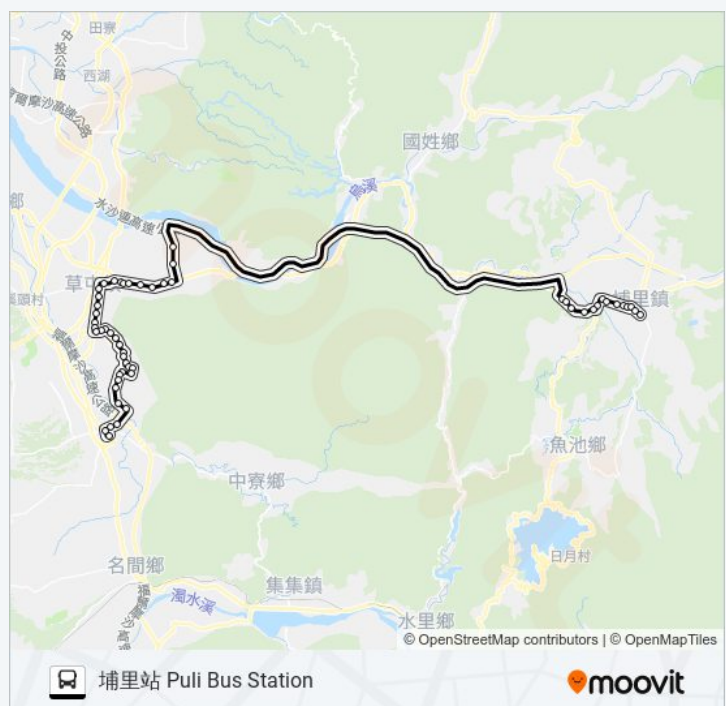 田寮
中投公路
西湖
國姓鄉
烏溪
埔里鎮
魚池鄉
中寮鄉
日月村
名間鄉
集集鎮
濁水溪
水里鄉
© OpenStreetMap contributors | © OpenMapTiles
埔里站 Puli Bus Station
moovit